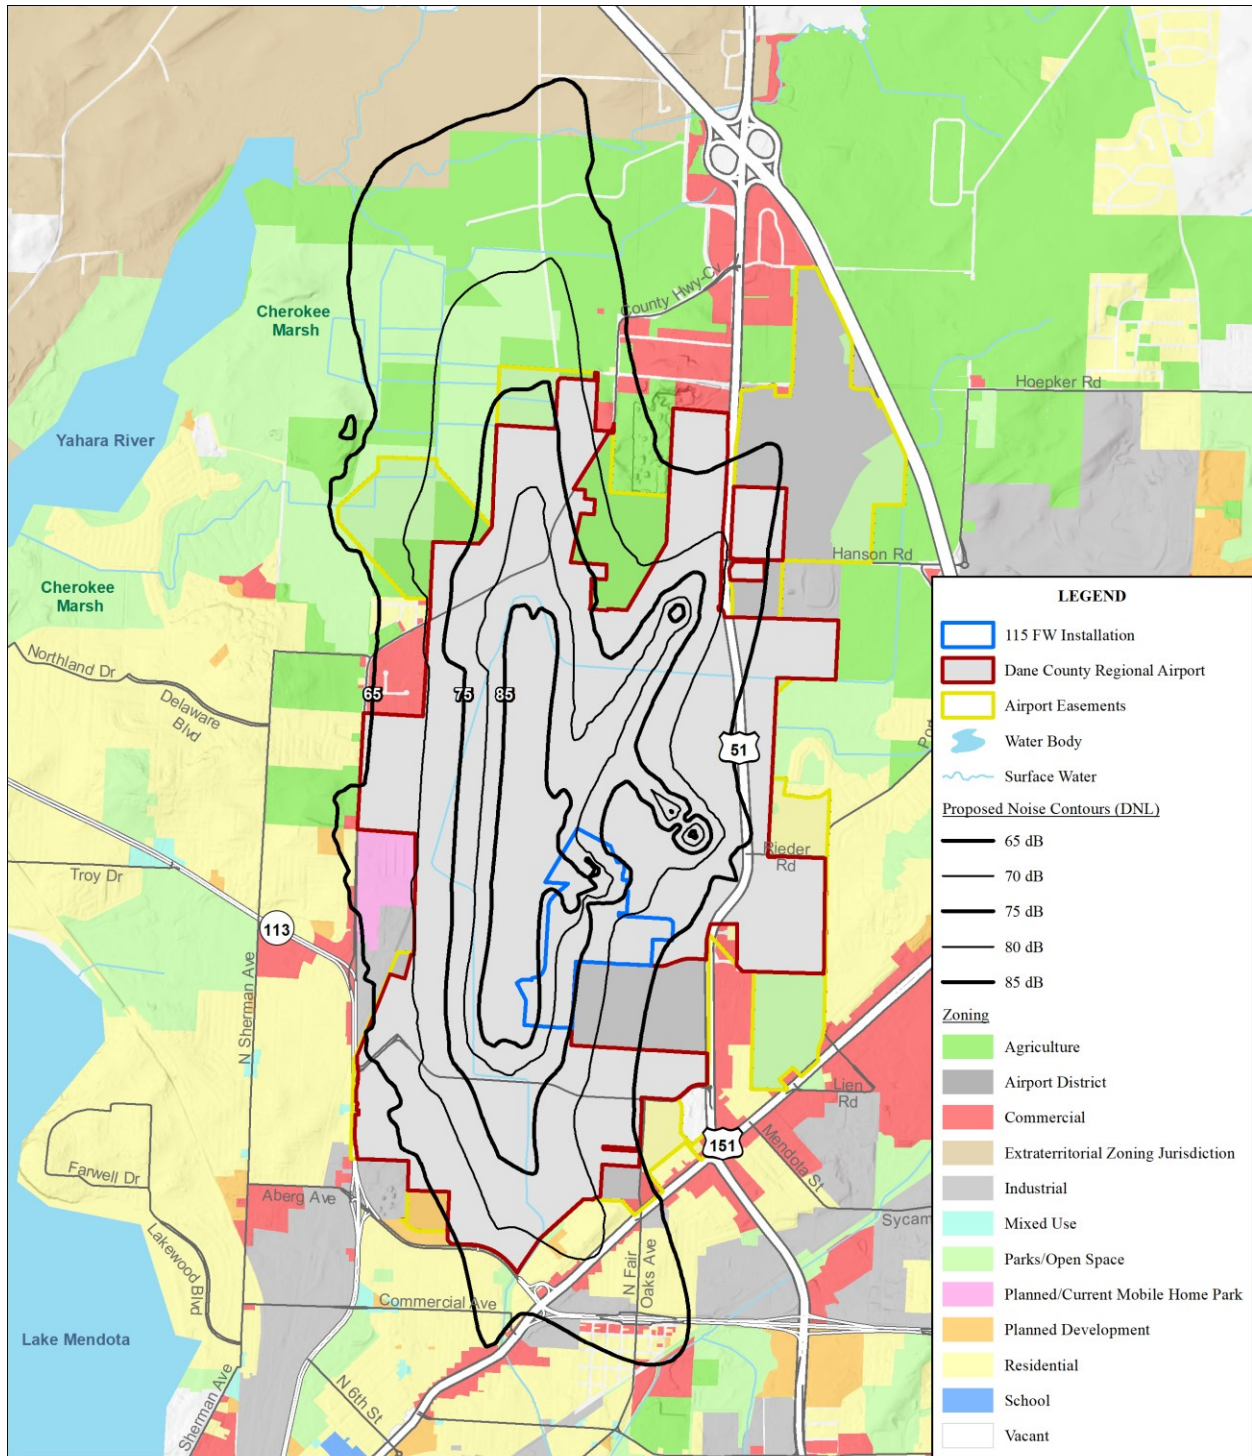 County Hwy-Cv
Cherokee
Marsh
Hoepker Rd
Yahara River
Hanson Rd
Cherokee
Marsh
Northland Dr
Delaware
Blvd
65
75
85
51
Rieder
Rd
Troy Dr
113
N Sherman Ave
Lien
Rd
Mendota St
151
Farwell Dr
Aberg Ave
Sycam
Lakewood
Blvd
N Fair
Oaks Ave
Commercial Ave
Lake Mendota
N 6th St
Sherman Ave
Port
LEGEND
115 FW Installation
Dane County Regional Airport
Airport Easements
Water Body
Surface Water
Proposed Noise Contours (DNL)
65 dB
70 dB
75 dB
80 dB
85 dB
Zoning
Agriculture
Airport District
Commercial
Extraterritorial Zoning Jurisdiction
Industrial
Mixed Use
Parks/Open Space
Planned/Current Mobile Home Park
Planned Development
Residential
School
Vacant